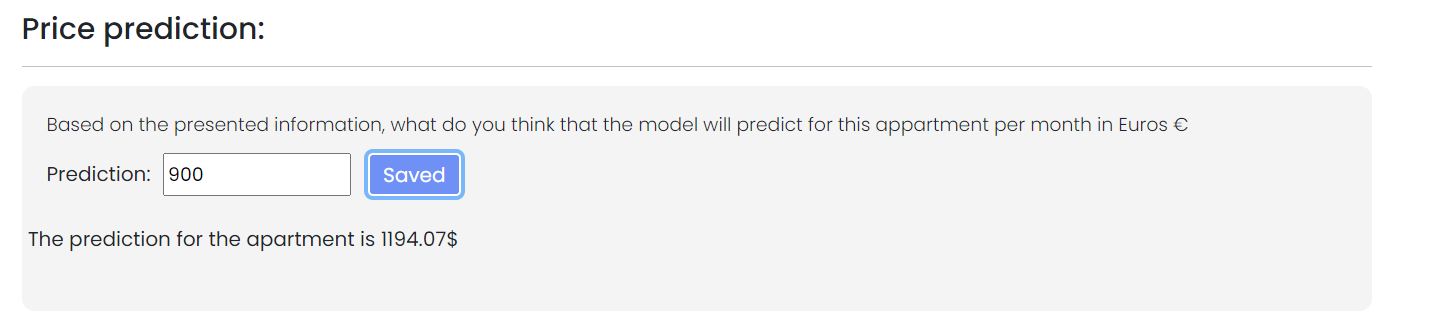 Price prediction:
Based on the presented information, what do you think that the model will predict for this appartment per month in Euros €
Prediction: 900 Saved
The prediction for the apartment is 1194.07$